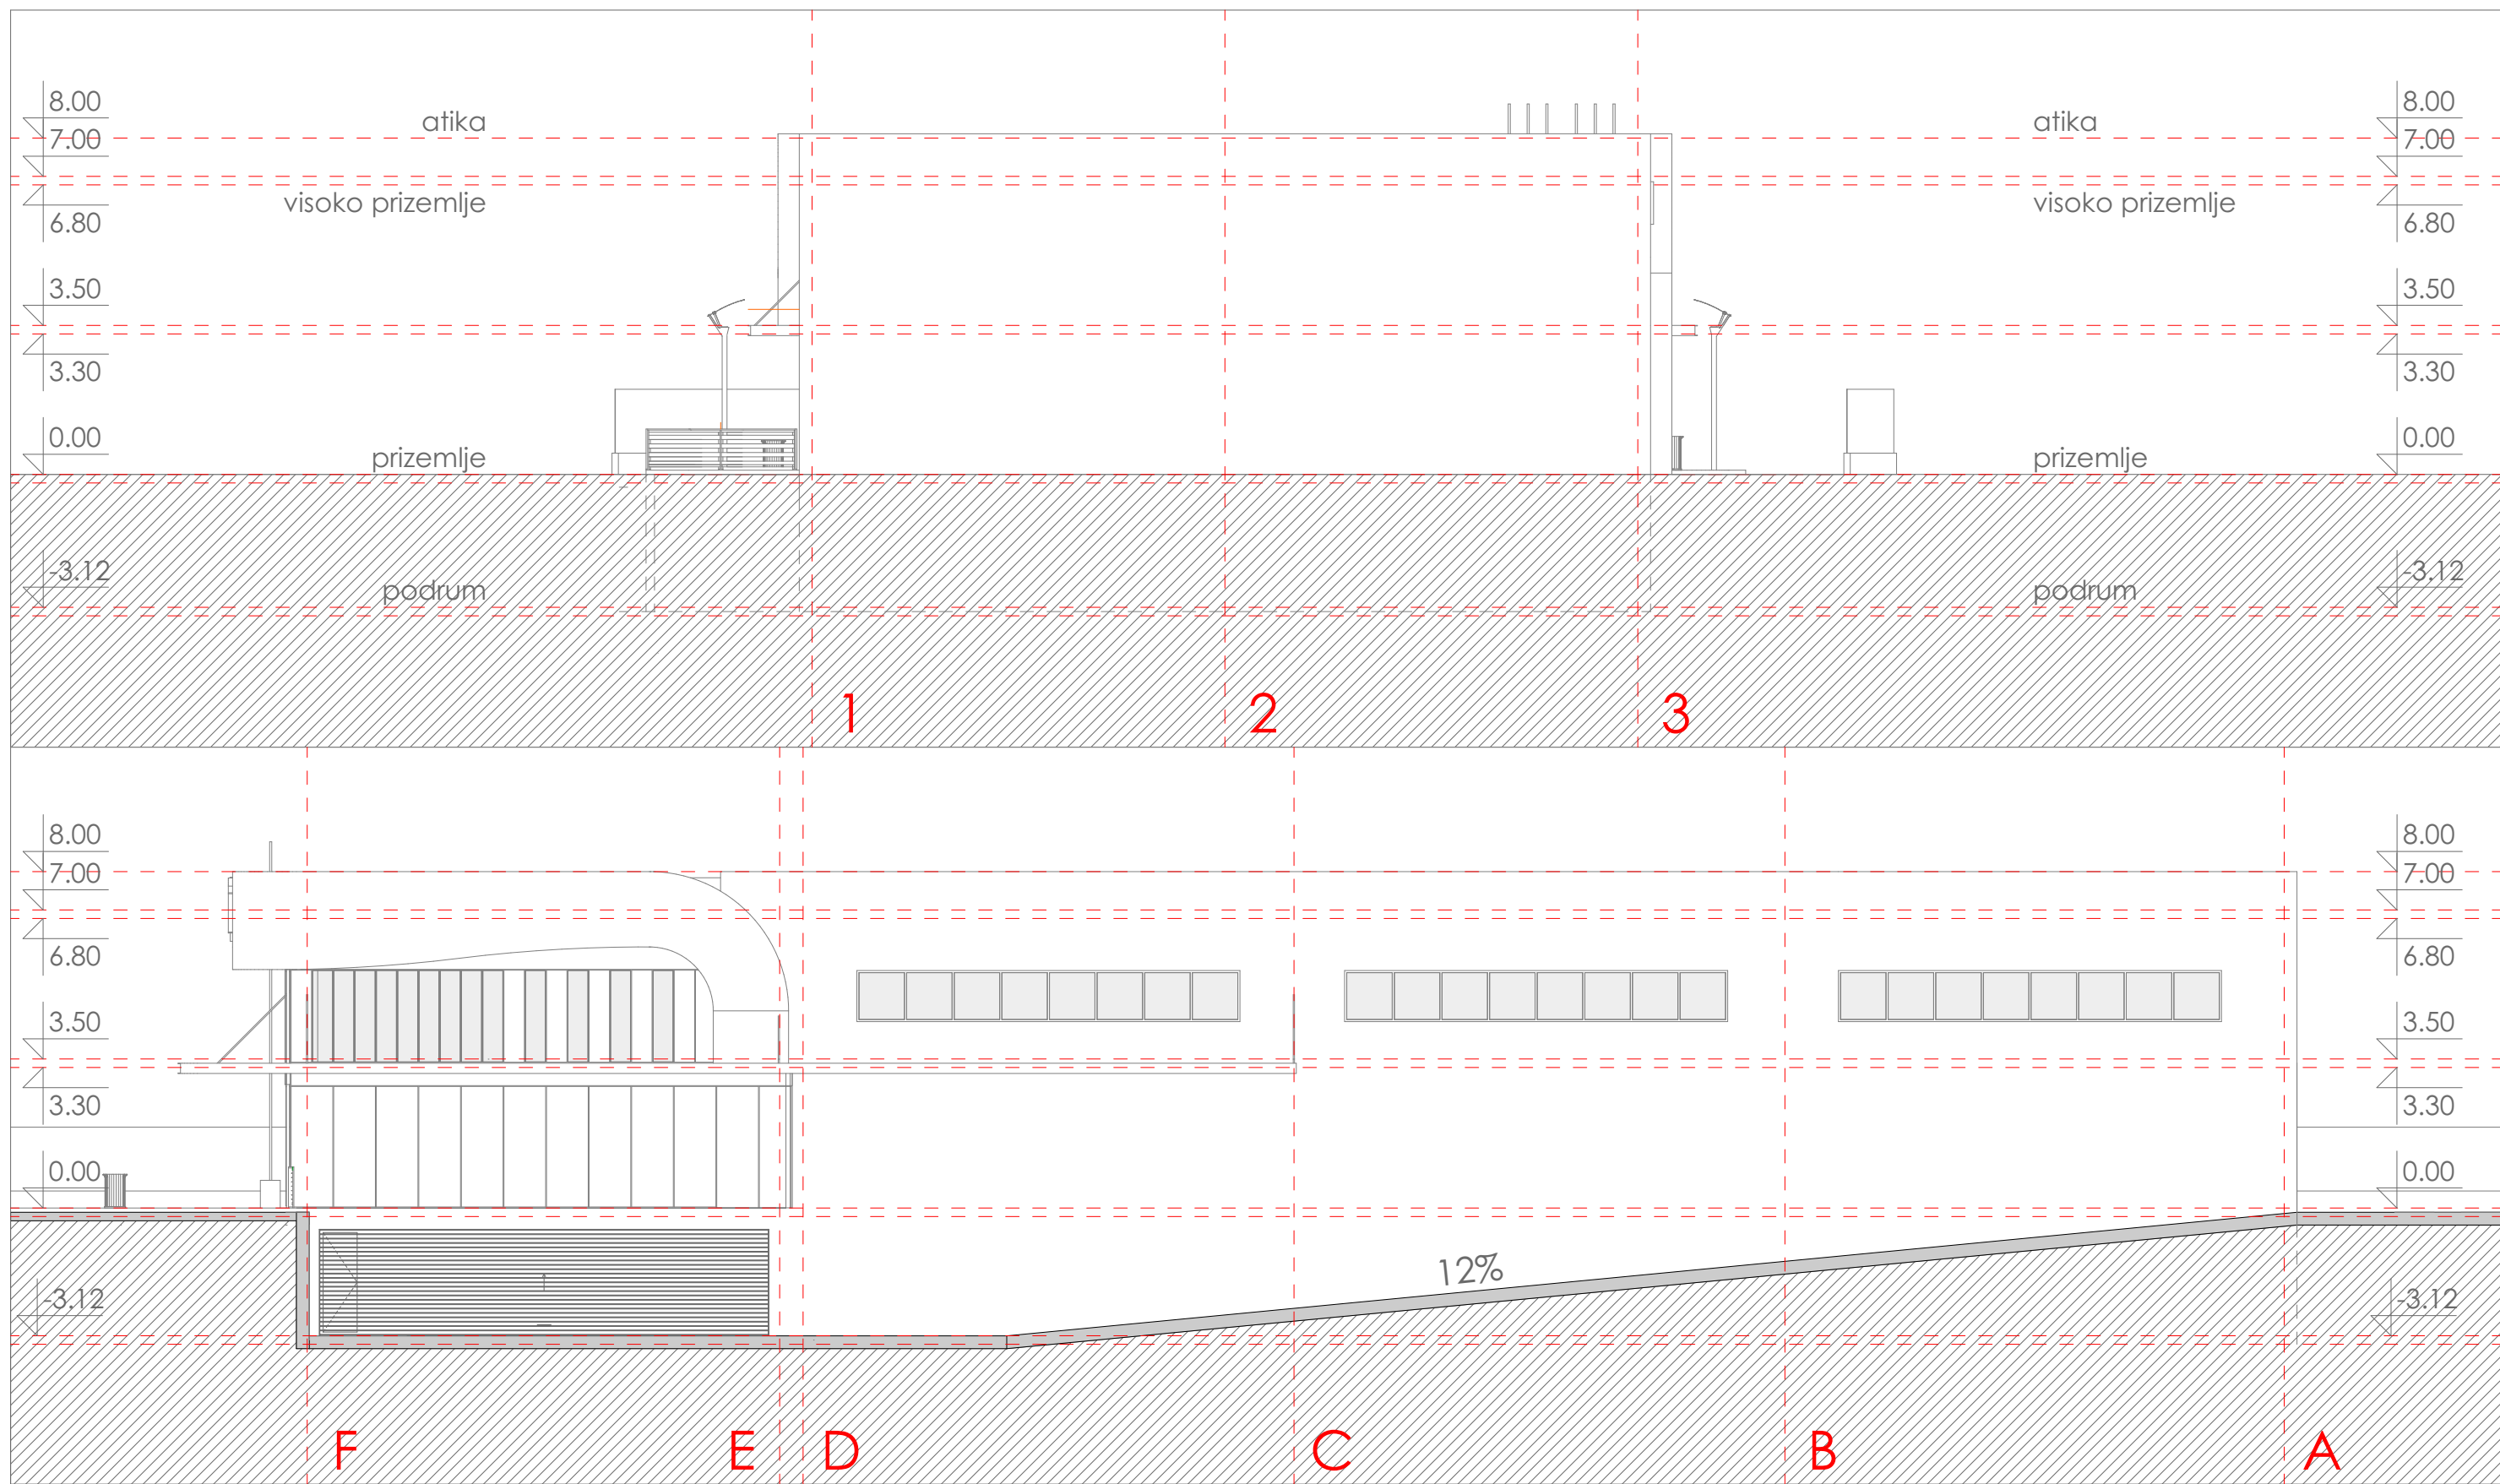 8.00 atika atika 8.00
7.00 7.00
visoko prizemlje visoko prizemlje
6.80 6.80
3.50 3.50
3.30 3.30
0.00 0.00
prizemlje prizemlje
-3.12 -3.12
podrum podrum
1 2 3
8.00 8.00
7.00 7.00
6.80 6.80
3.50 3.50
3.30 3.30
0.00 0.00
12%
-3.12 -3.12
F E D C B A